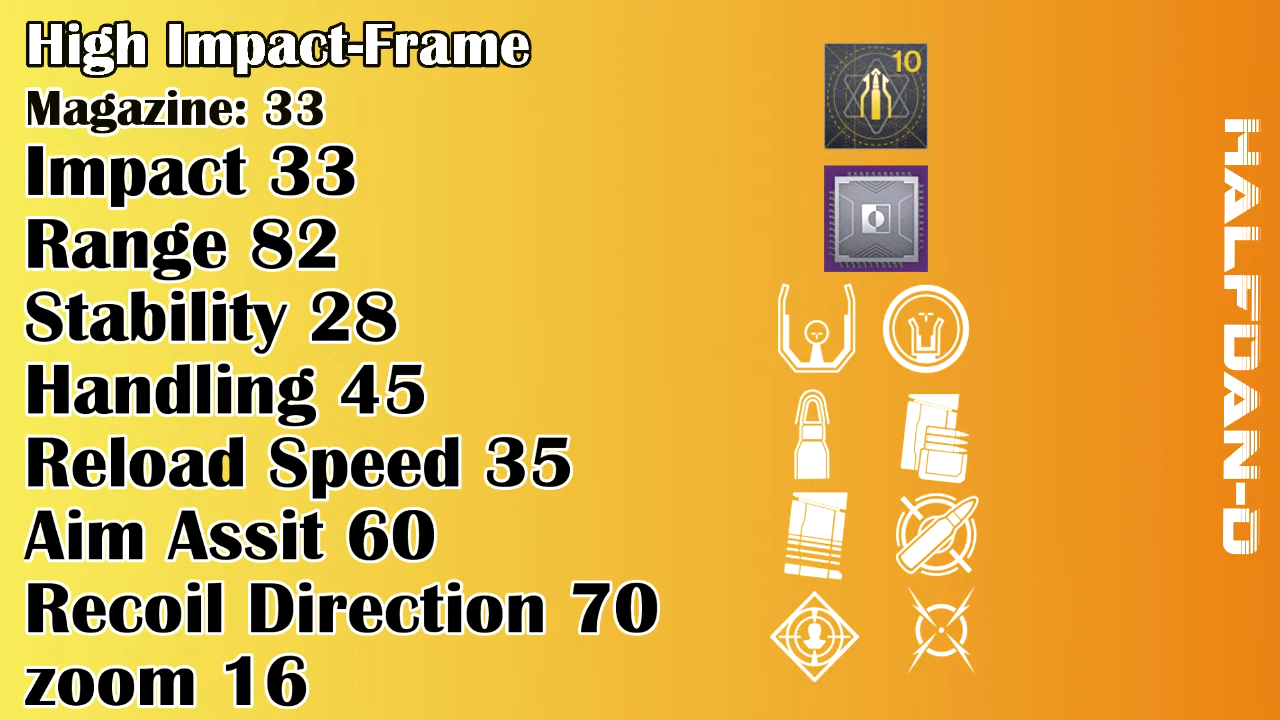 High Impact-Frame
Magazine: 33
Impact 33
Range 82
Stability 28
Handling 45
Reload Speed 35
Aim Assit 60
Recoil Direction 70
zoom 16
10
HALFDAN-D